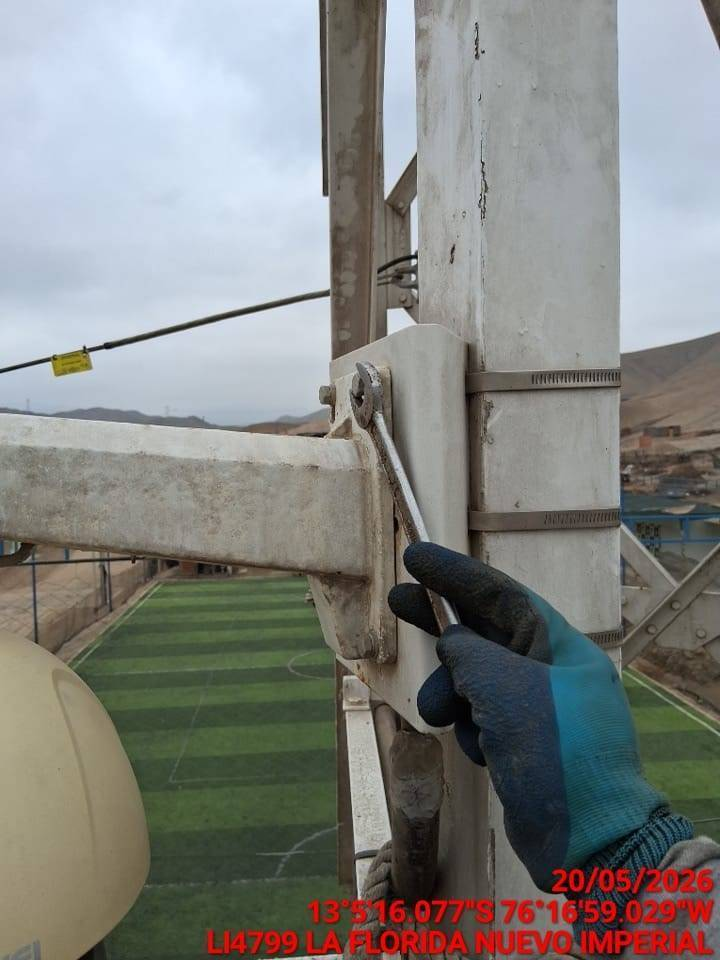 20/05/2026
13°5'16.077"S 76°16'59.029"W
LI4799 LA FLORIDA NUEVO IMPERIAL